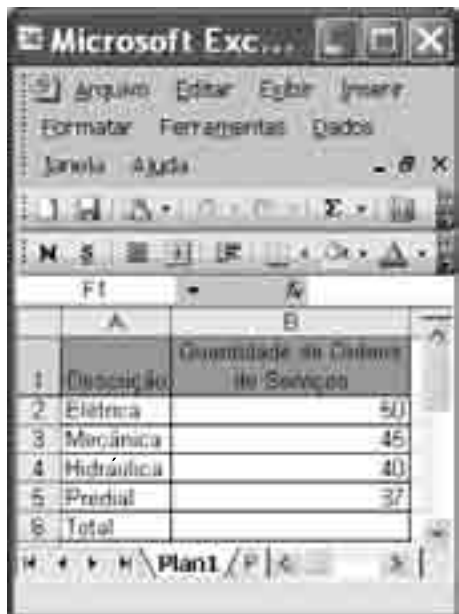 Microsoft Exc...
Arquivo Editar Exibir Inserir
Formatar Ferramentas Dados
Janela Ajuda
N S
F1 fx
A B
1 Descrição Quantidade de Ordens
de Serviços
2 Elétrica 50
3 Mecânica 45
4 Hidráulica 40
5 Predial 37
6 Total
Plan1 / P